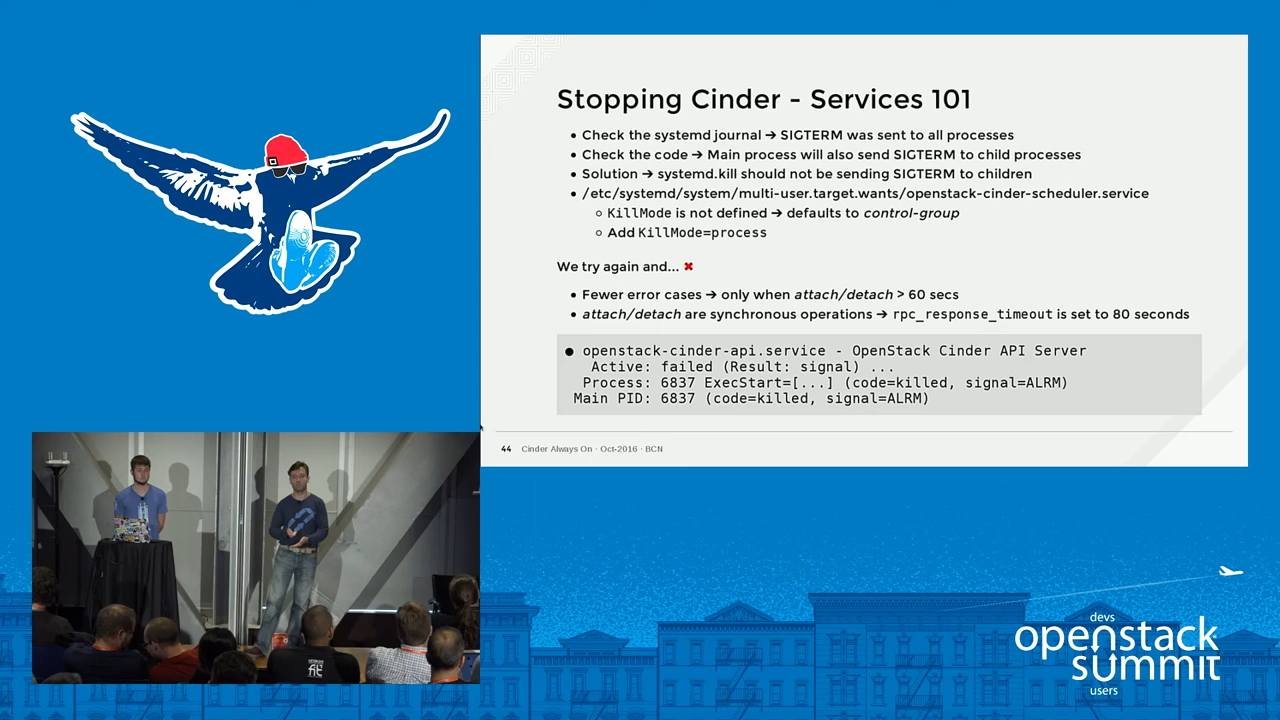 Stopping Cinder - Services 101
• Check the systemd journal ➔ SIGTERM was sent to all processes
• Check the code ➔ Main process will also send SIGTERM to child processes
• Solution ➔ systemd.kill should not be sending SIGTERM to children
• /etc/systemd/system/multi-user.target.wants/openstack-cinder-scheduler.service
○ KillMode is not defined ➔ defaults to control-group
○ Add KillMode=process
We try again and... ✖
• Fewer error cases ➔ only when attach/detach > 60 secs
• attach/detach are synchronous operations ➔ rpc_response_timeout is set to 80 seconds
● openstack-cinder-api.service - OpenStack Cinder API Server
Active: failed (Result: signal) ...
Process: 6837 ExecStart=[...] (code=killed, signal=ALRM)
Main PID: 6837 (code=killed, signal=ALRM)
44 Cinder Always On · Oct-2016 · BCN
devs
openstack
summit
users